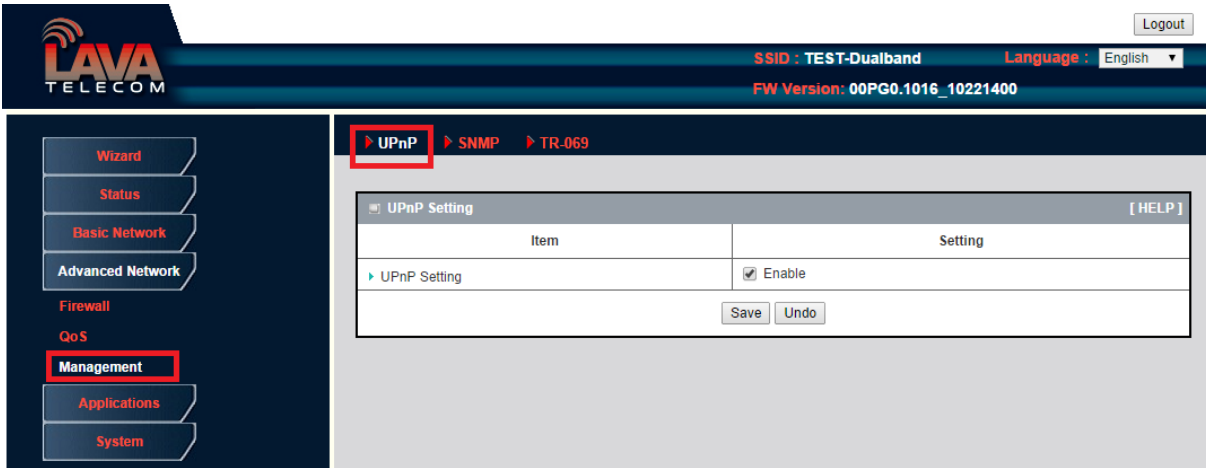 Logout
LAVA
TELECOM
SSID : TEST-Dualband Language : English
FW Version: 00PG0.1016_10221400
UPnP SNMP TR-069
Wizard
Status
Basic Network
Advanced Network
Firewall
QoS
Management
Applications
System
UPnP Setting [ HELP ]
Item Setting
UPnP Setting Enable
Save Undo